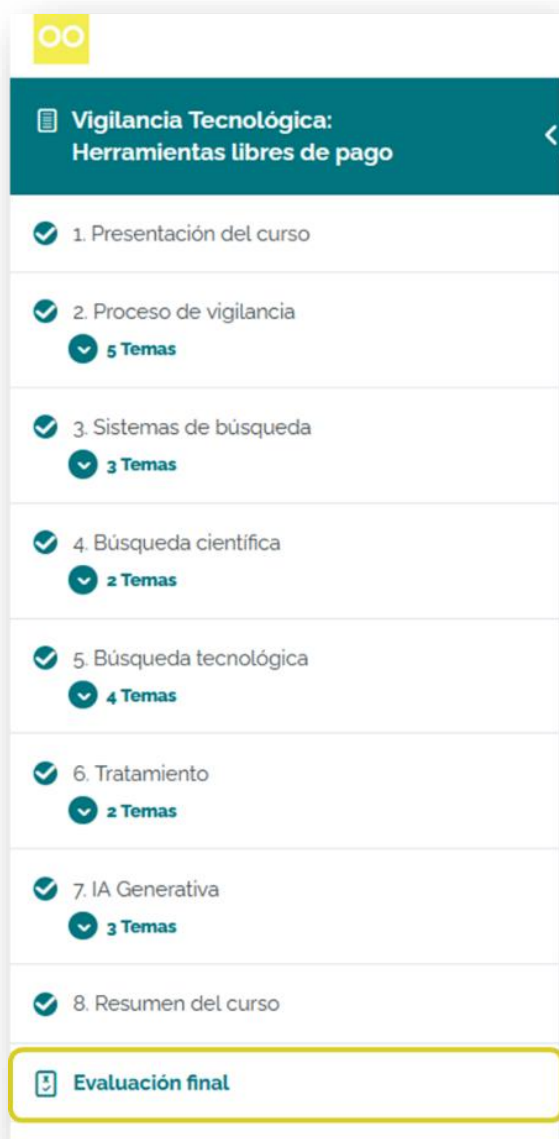 Vigilancia Tecnológica:
Herramientas libres de pago
1. Presentación del curso
2. Proceso de vigilancia
5 Temas
3. Sistemas de búsqueda
3 Temas
4. Búsqueda científica
2 Temas
5. Búsqueda tecnológica
4 Temas
6. Tratamiento
2 Temas
7. IA Generativa
3 Temas
8. Resumen del curso
Evaluación final